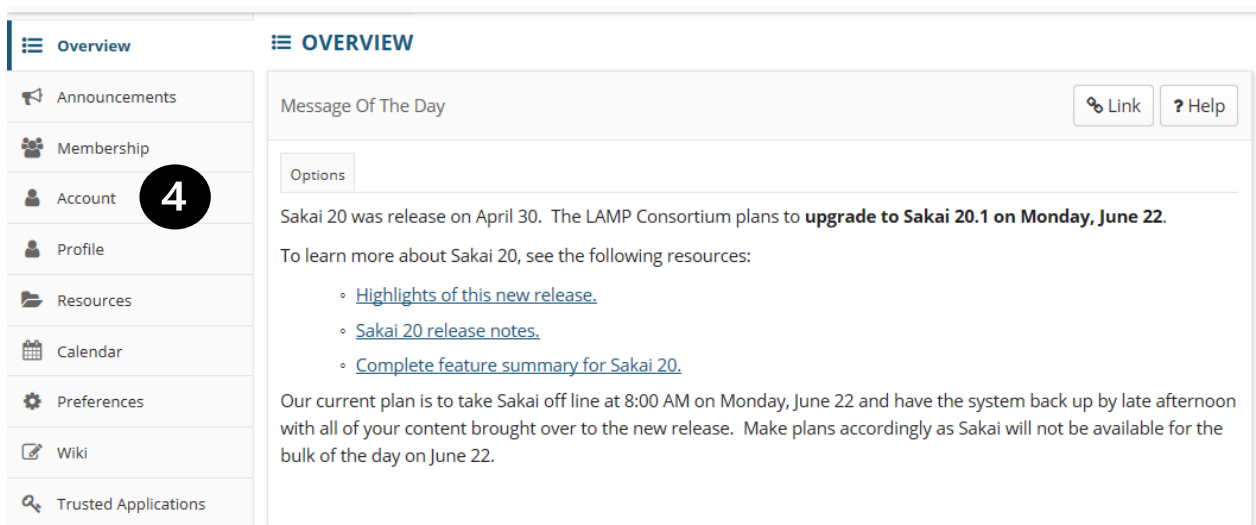 Overview
Announcements
Membership
Account 4
Profile
Resources
Calendar
Preferences
Wiki
Trusted Applications
OVERVIEW
Message Of The Day
Link
? Help
Options
Sakai 20 was release on April 30. The LAMP Consortium plans to upgrade to Sakai 20.1 on Monday, June 22.
To learn more about Sakai 20, see the following resources:
◦ Highlights of this new release.
◦ Sakai 20 release notes.
◦ Complete feature summary for Sakai 20.
Our current plan is to take Sakai off line at 8:00 AM on Monday, June 22 and have the system back up by late afternoon
with all of your content brought over to the new release. Make plans accordingly as Sakai will not be available for the
bulk of the day on June 22.